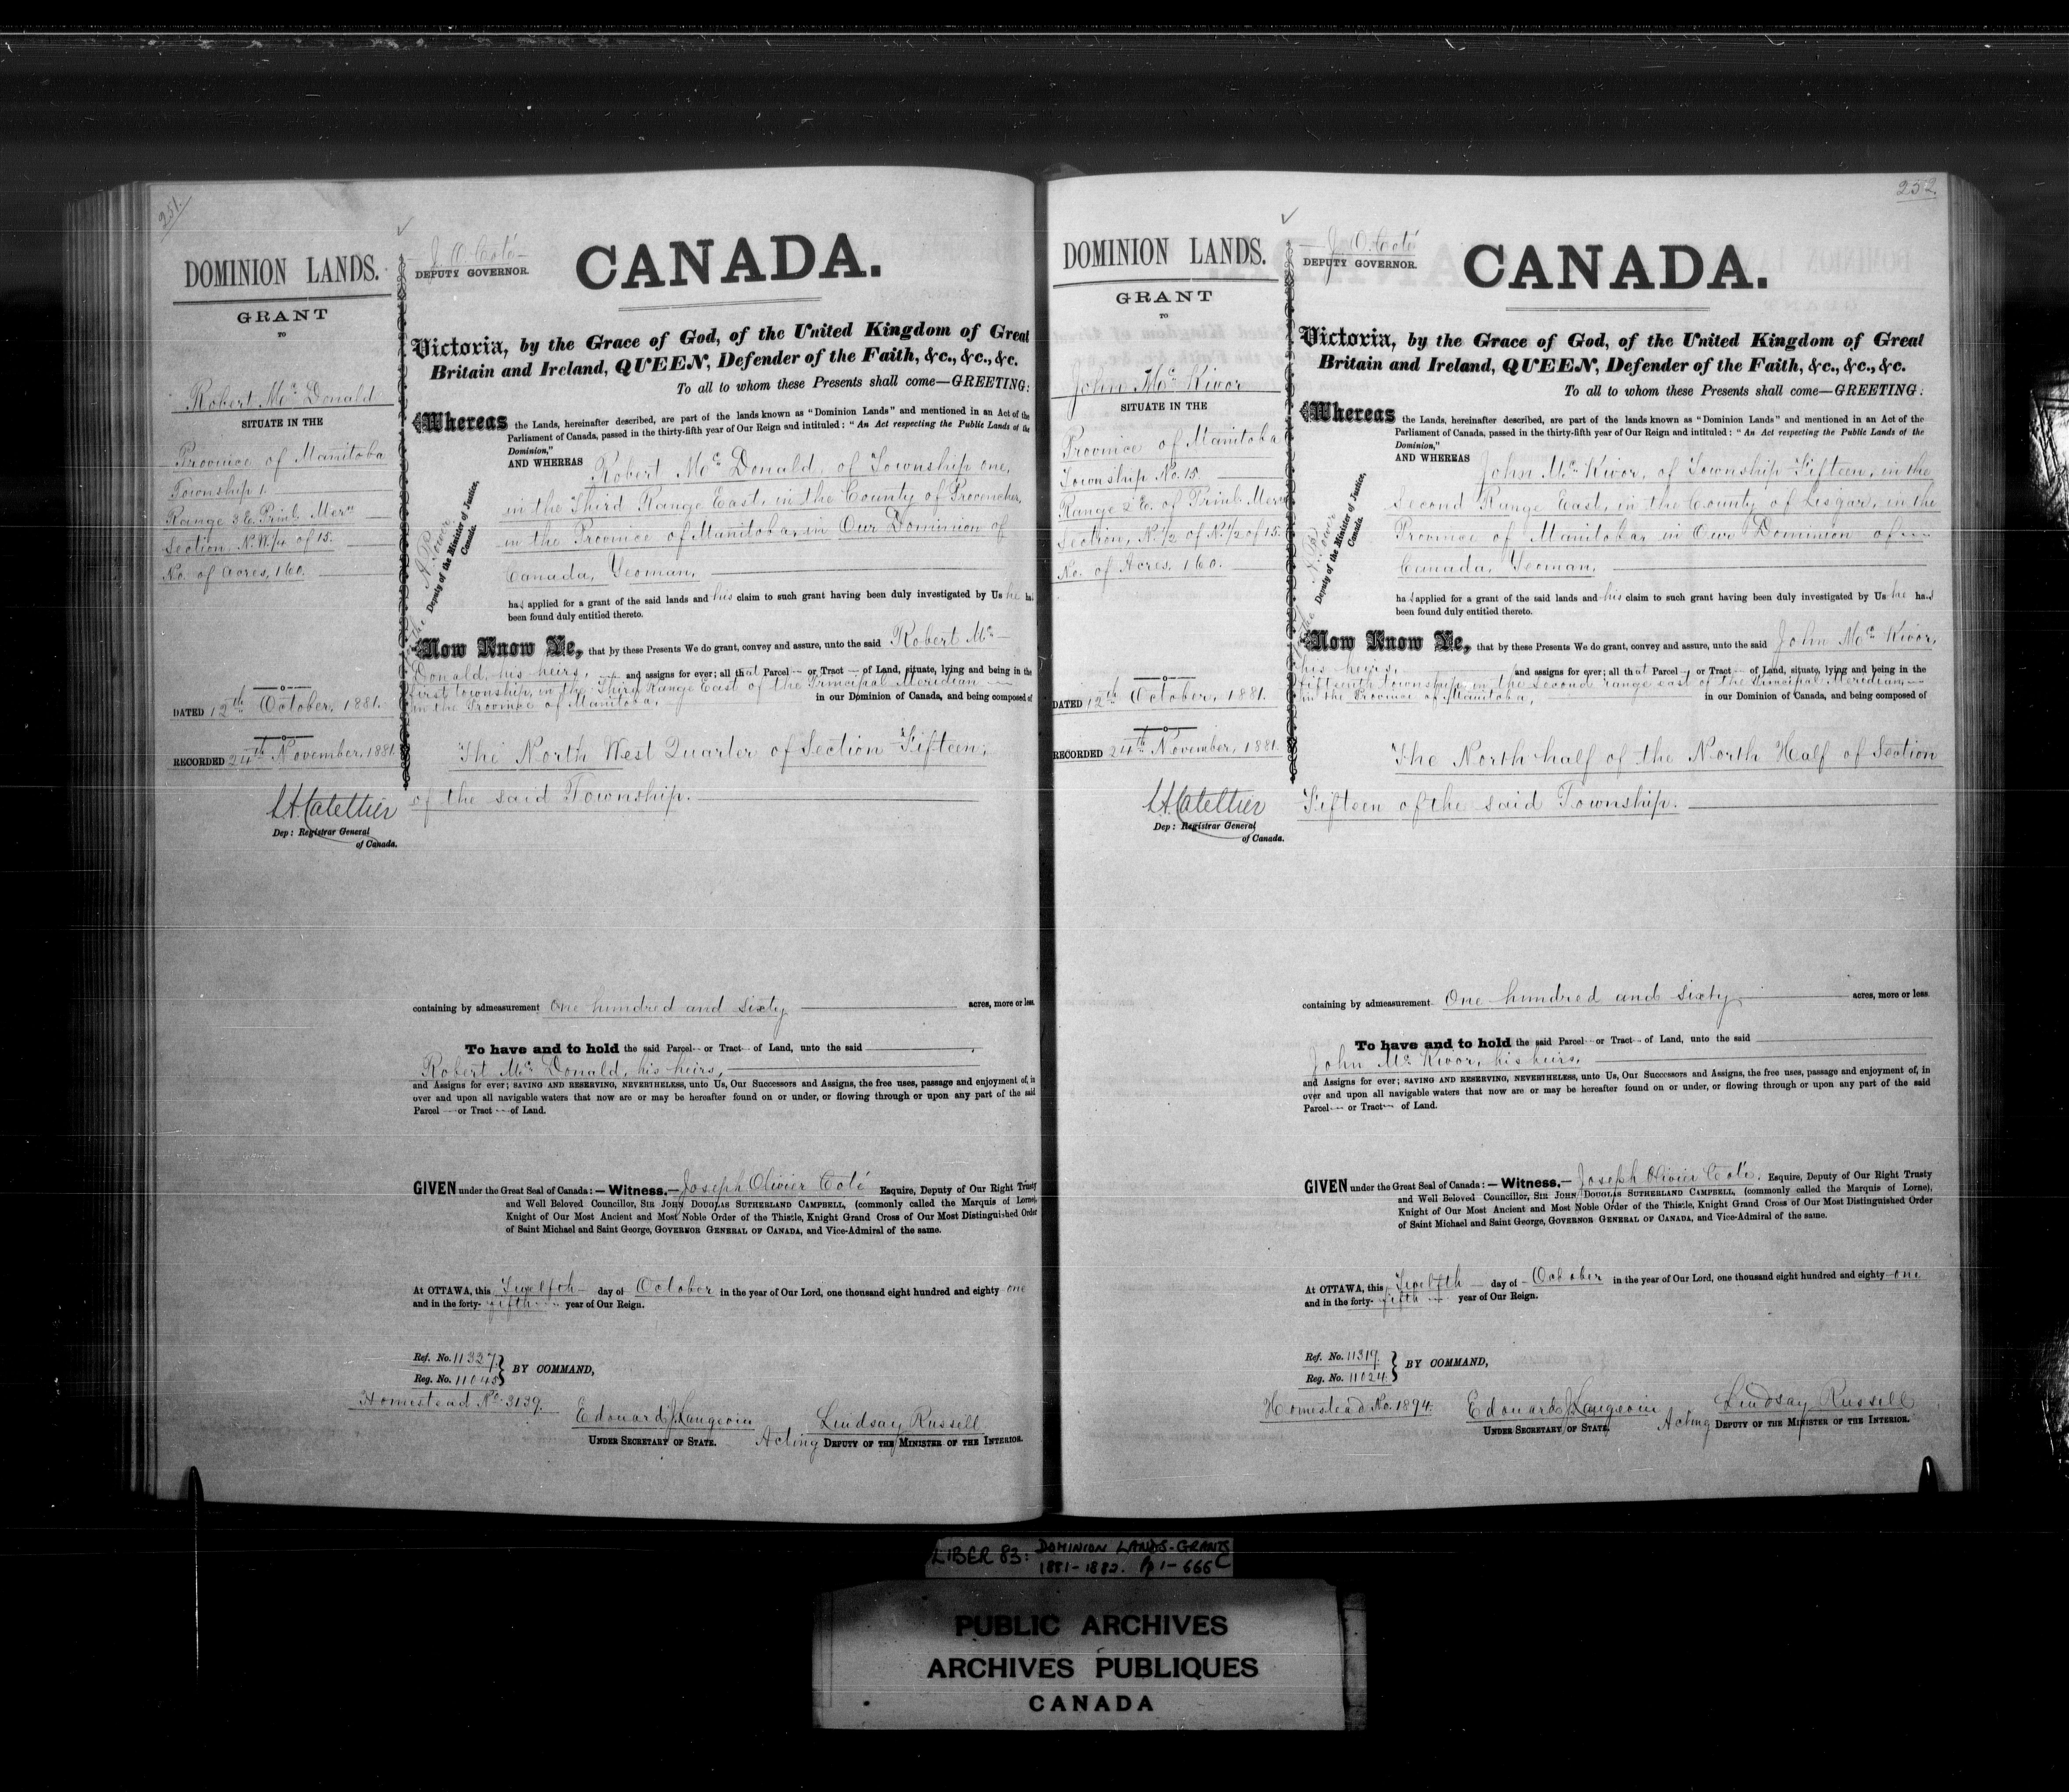 251.
DOMINION LANDS.
GRANT
TO
Robert Mc Donald
SITUATE IN THE
Province of Manitoba
Township 1.
Range 3 E. Prinl. Mern
Section, N.W.1/4 of 15.
No. of Acres, 160.
DATED 12th October, 1881.
RECORDED 24th November, 1881.
Dep: Registrar General
of Canada.
J. O. Coté
DEPUTY GOVERNOR.
CANADA.
Victoria, by the Grace of God, of the United Kingdom of Great
Britain and Ireland, QUEEN, Defender of the Faith, &c., &c., &c.
To all to whom these Presents shall come—GREETING:
Whereas the Lands, hereinafter described, are part of the lands known as "Dominion Lands" and mentioned in an Act of the
Parliament of Canada, passed in the thirty-fifth year of Our Reign and intituled: "An Act respecting the Public Lands of the
Dominion,"
AND WHEREAS Robert Mc Donald, of Township one,
in the Third Range East, in the County of Provencher,
in the Province of Manitoba, in Our Dominion of
Canada, Yeoman,
has applied for a grant of the said lands and his claim to such grant having been duly investigated by Us he has
been found duly entitled thereto.
A. Power
Deputy of the Minister of Justice,
Canada.
Now Know Ye, that by these Presents We do grant, convey and assure, unto the said Robert Mc
Donald, his heirs, and assigns for ever; all that Parcel or Tract of Land, situate, lying and being in the
first township, in the Third Range East of the Principal Meridian
in the Province of Manitoba, in our Dominion of Canada, and being composed of
The North West Quarter of Section Fifteen,
of the said Township.
containing by admeasurement One hundred and sixty acres, more or less.
To have and to hold the said Parcel or Tract of Land, unto the said
Robert Mc Donald, his heirs,
and Assigns for ever; SAVING AND RESERVING, NEVERTHELESS, unto Us, Our Successors and Assigns, the free uses, passage and enjoyment of, in
over and upon all navigable waters that now are or may be hereafter found on or under, or flowing through or upon any part of the said
Parcel or Tract of Land.
GIVEN under the Great Seal of Canada:—Witness.—Joseph Olivier Coté Esquire, Deputy of Our Right Trusty
and Well Beloved Councillor, SIR JOHN DOUGLAS SUTHERLAND CAMPBELL, (commonly called the Marquis of Lorne),
Knight of Our Most Ancient and Most Noble Order of the Thistle, Knight Grand Cross of Our Most Distinguished Order
of Saint Michael and Saint George, GOVERNOR GENERAL OF CANADA, and Vice-Admiral of the same.
At OTTAWA, this Twelfth day of October in the year of Our Lord, one thousand eight hundred and eighty one
and in the forty-fifth year of Our Reign.
Ref. No. 11327
Reg. No. 11045
BY COMMAND,
Homestead No. 3139.
Edouard J. Langevin
UNDER SECRETARY OF STATE.
Lindsay Russell
Acting DEPUTY OF THE MINISTER OF THE INTERIOR.
252.
DOMINION LANDS.
GRANT
TO
John Mc Kivor
SITUATE IN THE
Province of Manitoba
Township No. 15
Range 2 E. of Prinl. Mern
Section, N.1/2 of N.1/2 of 15.
No. of Acres, 160.
DATED 12th October, 1881.
RECORDED 24th November, 1881.
Dep: Registrar General
of Canada.
J. O. Coté
DEPUTY GOVERNOR.
CANADA.
Victoria, by the Grace of God, of the United Kingdom of Great
Britain and Ireland, QUEEN, Defender of the Faith, &c., &c., &c.
To all to whom these Presents shall come—GREETING:
Whereas the Lands, hereinafter described, are part of the lands known as "Dominion Lands" and mentioned in an Act of the
Parliament of Canada, passed in the thirty-fifth year of Our Reign and intituled: "An Act respecting the Public Lands of the
Dominion,"
AND WHEREAS John Mc Kivor, of Township Fifteen, in the
Second Range East, in the County of Lisgar, in the
Province of Manitoba, in Our Dominion of
Canada, Yeoman,
has applied for a grant of the said lands and his claim to such grant having been duly investigated by Us he has
been found duly entitled thereto.
A. Power
Deputy of the Minister of Justice,
Canada.
Now Know Ye, that by these Presents We do grant, convey and assure, unto the said John Mc Kivor,
his heirs, and assigns for ever; all that Parcel or Tract of Land, situate, lying and being in the
fifteenth township, in the Second range east of the Principal Meridian
in the Province of Manitoba, in our Dominion of Canada, and being composed of
The North half of the North Half of Section
Fifteen of the said Township.
containing by admeasurement One hundred and sixty acres, more or less.
To have and to hold the said Parcel or Tract of Land, unto the said
John Mc Kivor, his heirs,
and Assigns for ever; SAVING AND RESERVING, NEVERTHELESS, unto Us, Our Successors and Assigns, the free uses, passage and enjoyment of, in
over and upon all navigable waters that now are or may be hereafter found on or under, or flowing through or upon any part of the said
Parcel or Tract of Land.
GIVEN under the Great Seal of Canada:—Witness.—Joseph Olivier Coté, Esquire, Deputy of Our Right Trusty
and Well Beloved Councillor, SIR JOHN DOUGLAS SUTHERLAND CAMPBELL, (commonly called the Marquis of Lorne),
Knight of Our Most Ancient and Most Noble Order of the Thistle, Knight Grand Cross of Our Most Distinguished Order
of Saint Michael and Saint George, GOVERNOR GENERAL OF CANADA, and Vice-Admiral of the same.
At OTTAWA, this Twelfth day of October in the year of Our Lord, one thousand eight hundred and eighty one
and in the forty-fifth year of Our Reign.
Ref. No. 11319
Reg. No. 11024
BY COMMAND,
Homestead No. 1894.
Edouard J. Langevin
UNDER SECRETARY OF STATE.
Lindsay Russell
Acting DEPUTY OF THE MINISTER OF THE INTERIOR.
LIBER 83: DOMINION LANDS-GRANTS
1881-1882. Pp 1-666C
PUBLIC ARCHIVES
ARCHIVES PUBLIQUES
CANADA